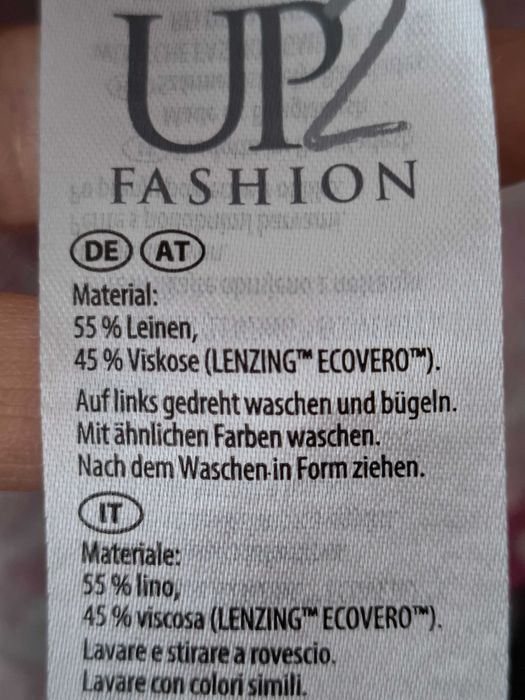 UP2
FASHION
DE AT
Material:
55 % Leinen,
45 % Viskose (LENZING™ ECOVERO™).
Auf links gedreht waschen und bügeln.
Mit ähnlichen Farben waschen.
Nach dem Waschen in Form ziehen.
IT
Materiale:
55 % lino,
45 % viscosa (LENZING™ ECOVERO™).
Lavare e stirare a rovescio.
Lavare con colori simili.